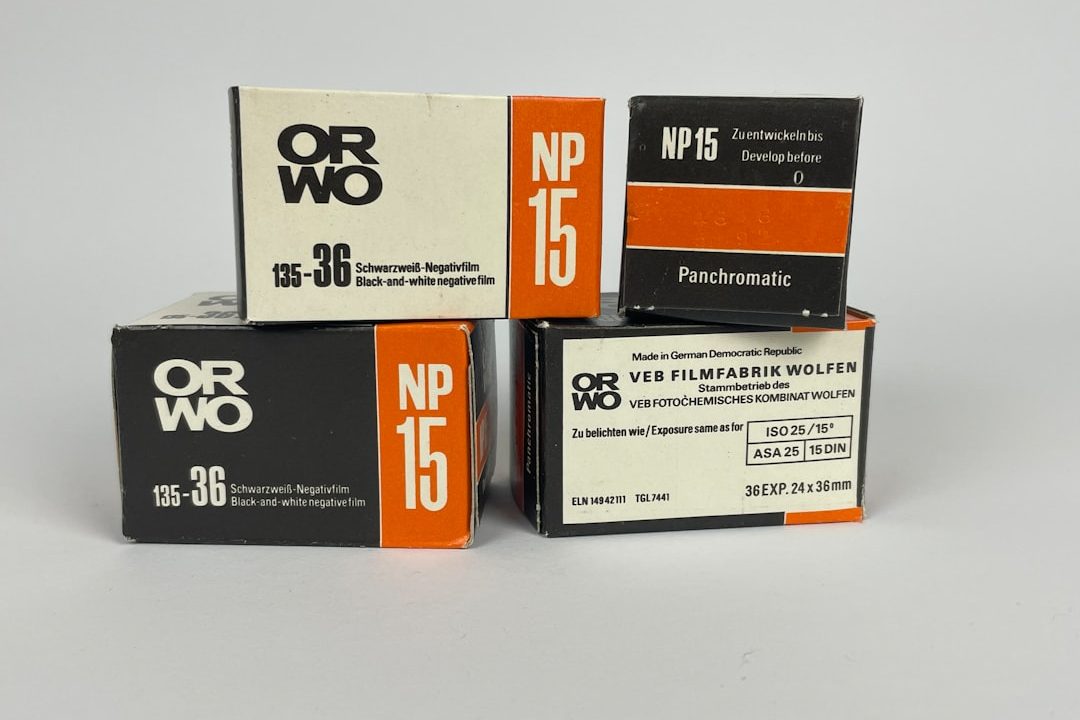 OR
WO
135-36 Schwarzweiß-Negativfilm
Black-and-white negative film
NP
15
NP15 Zu entwickeln bis
Develop before
0
Panchromatic
OR
WO
135-36 Schwarzweiß-Negativfilm
Black-and-white negative film
NP
15
Panchromatic
Made in German Democratic Republic
OR
WO
VEB FILMFABRIK WOLFEN
Stammbetrieb des
VEB FOTOCHEMISCHES KOMBINAT WOLFEN
Zu belichten wie/Exposure same as for
ISO 25/15°
ASA 25 15 DIN
ELN 14942111 TGL 7441
36 EXP. 24 x 36 mm